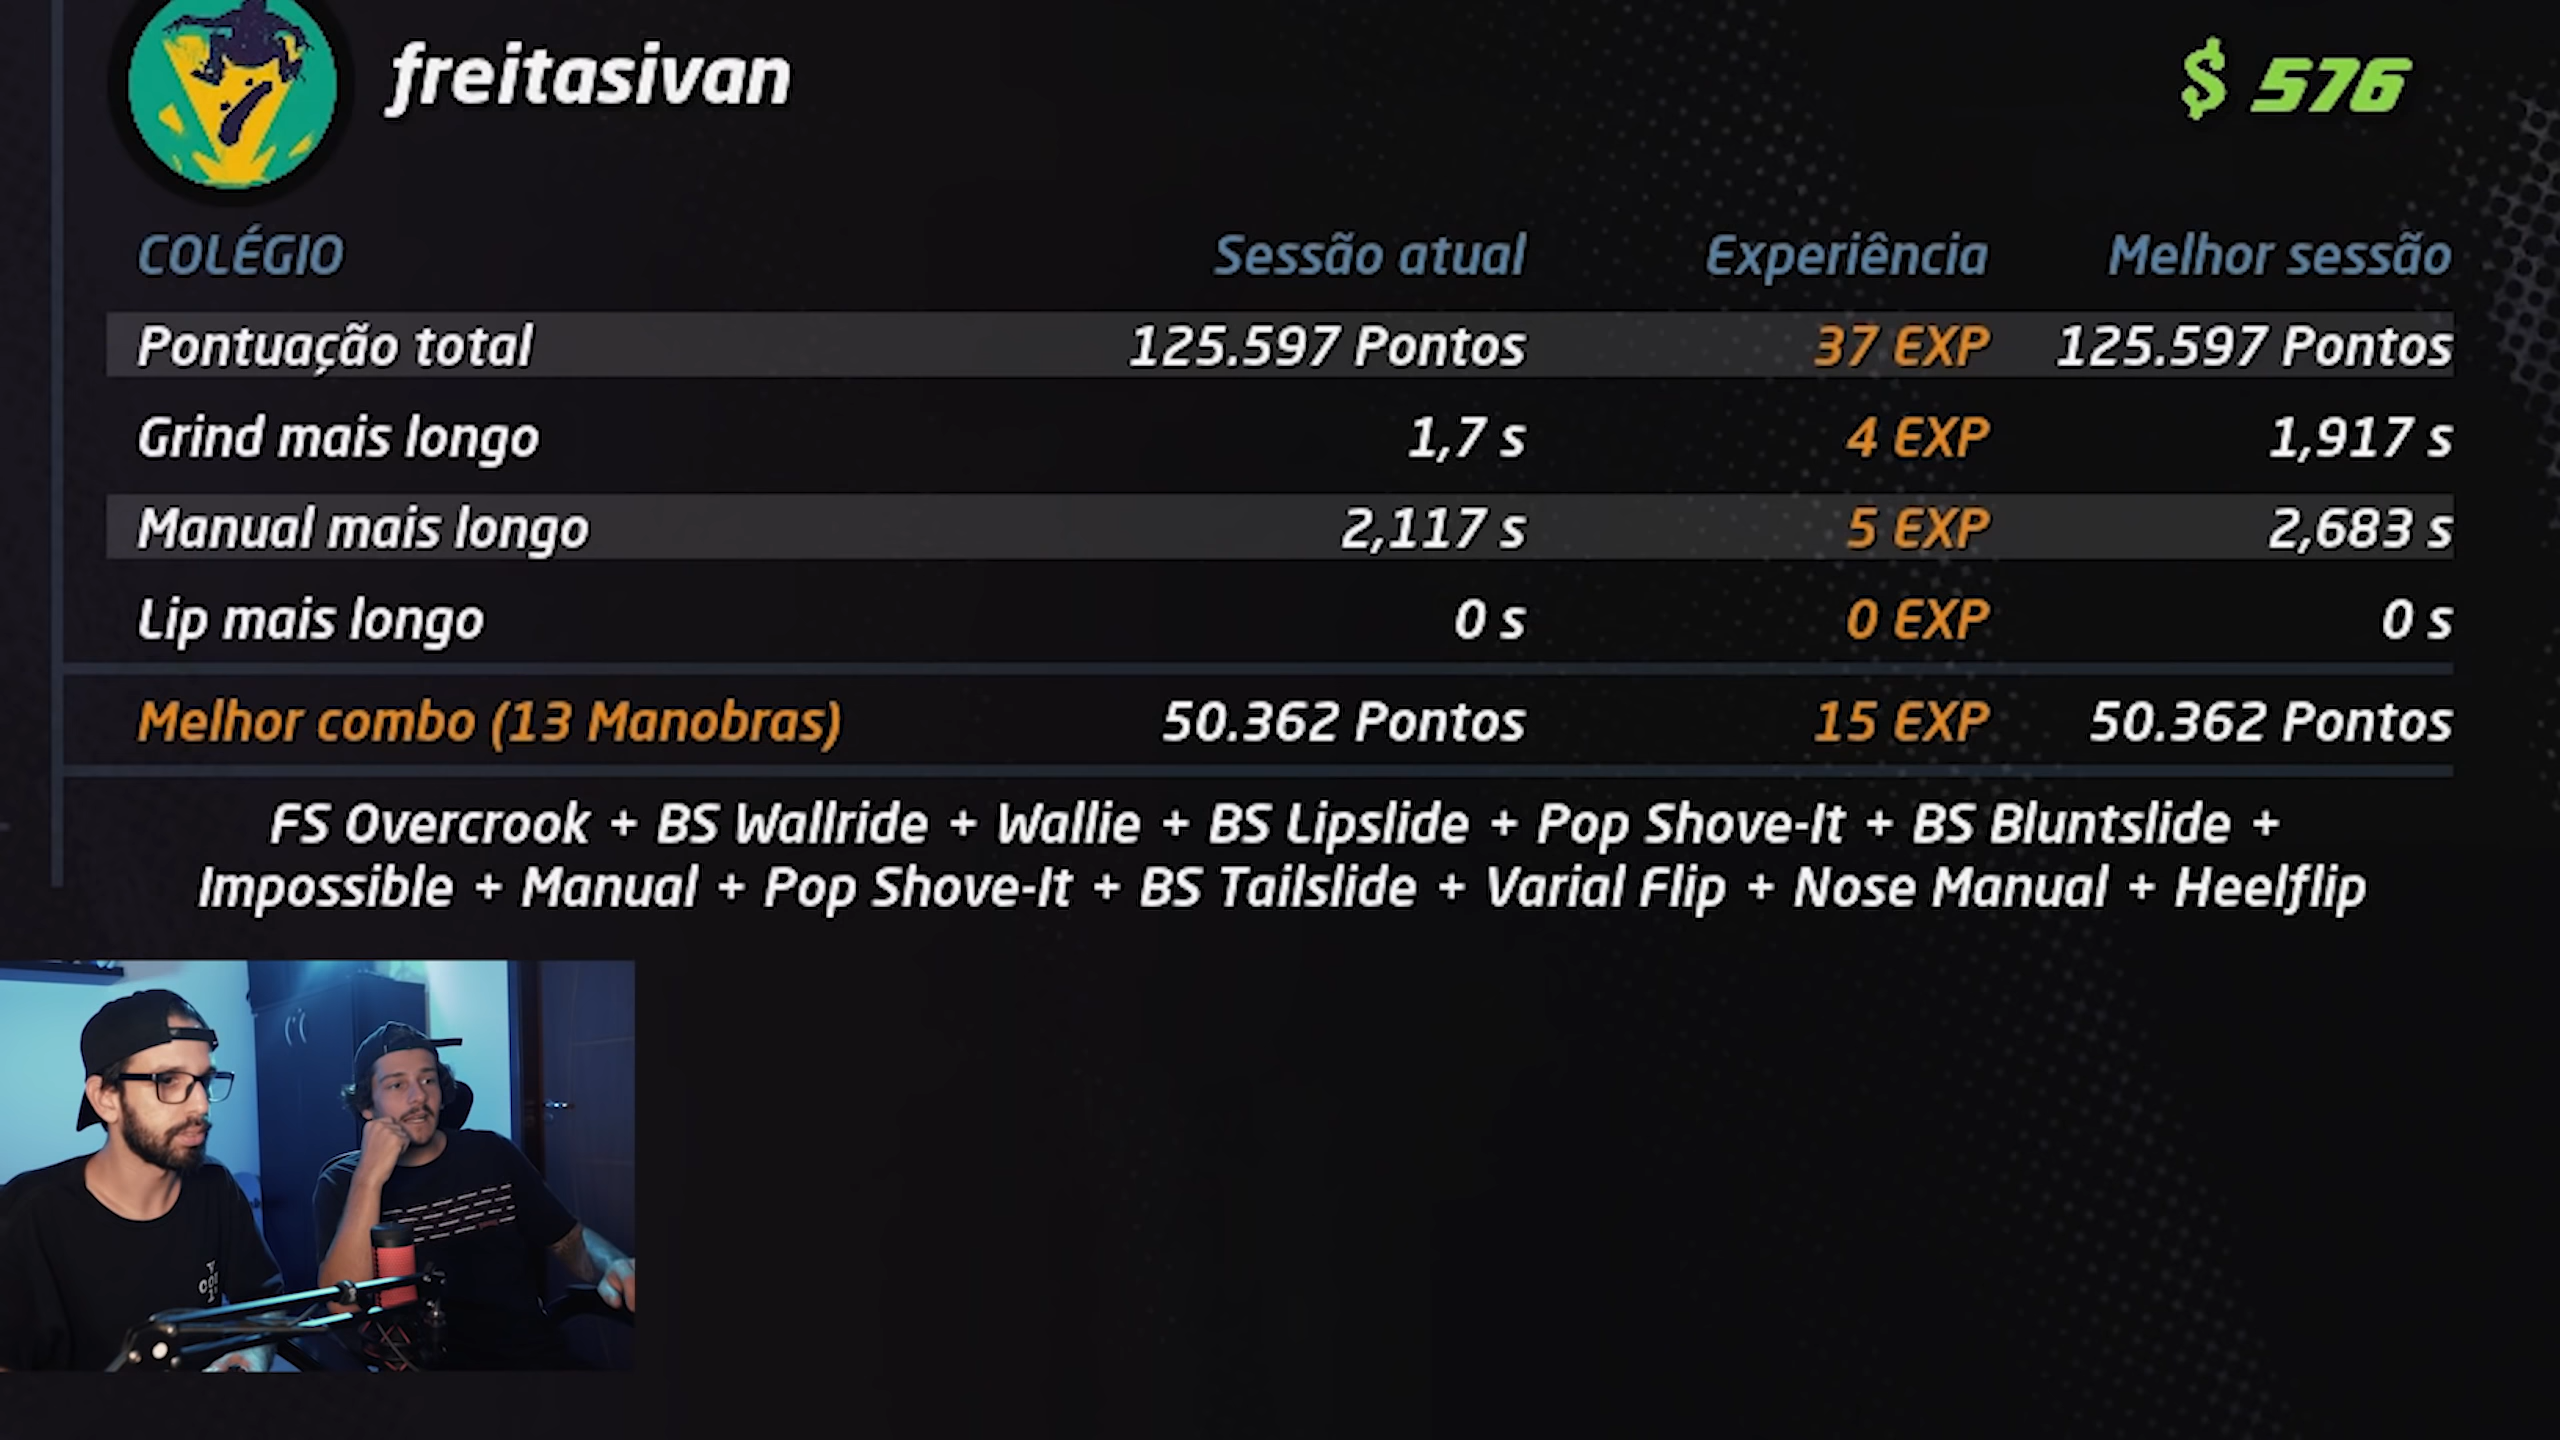 freitasivan
$ 576
COLÉGIO Sessão atual Experiência Melhor sessão
Pontuação total 125.597 Pontos 37 EXP 125.597 Pontos
Grind mais longo 1,7 s 4 EXP 1,917 s
Manual mais longo 2,117 s 5 EXP 2,683 s
Lip mais longo 0 s 0 EXP 0 s
Melhor combo (13 Manobras) 50.362 Pontos 15 EXP 50.362 Pontos
FS Overcrook + BS Wallride + Wallie + BS Lipslide + Pop Shove-It + BS Bluntslide +
Impossible + Manual + Pop Shove-It + BS Tailslide + Varial Flip + Nose Manual + Heelflip